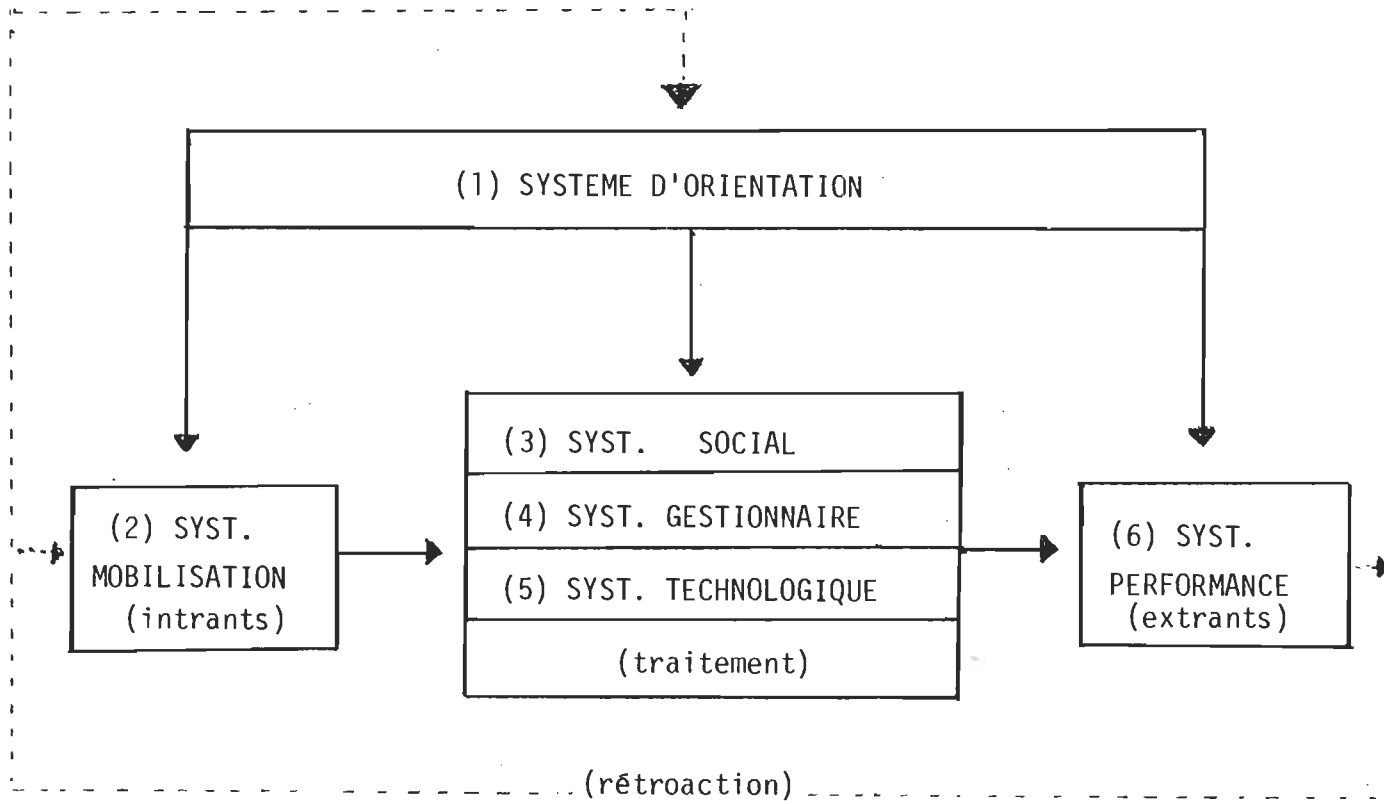 (1) SYSTEME D'ORIENTATION
(2) SYST.
MOBILISATION
(intrants)
(3) SYST. SOCIAL
(4) SYST. GESTIONNAIRE
(5) SYST. TECHNOLOGIQUE
(traitement)
(6) SYST.
PERFORMANCE
(extrants)
(rétroaction)